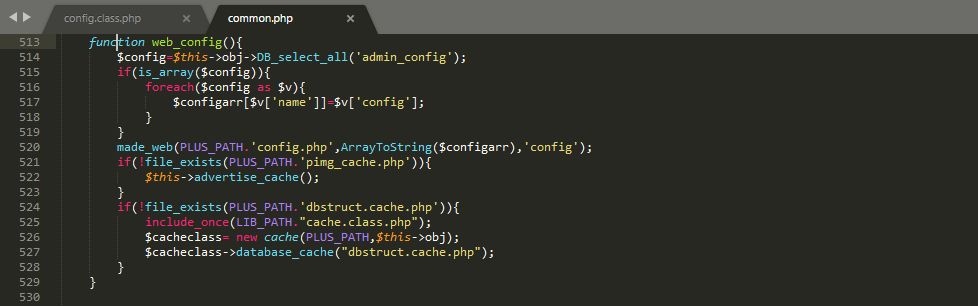 config.class.php × common.php ×
513 function web_config(){
514 $config=$this->obj->DB_select_all('admin_config');
515 if(is_array($config)){
516 foreach($config as $v){
517 $configarr[$v['name']]=$v['config'];
518 }
519 }
520 made_web(PLUS_PATH.'config.php',ArrayToString($configarr),'config');
521 if(!file_exists(PLUS_PATH.'pimg_cache.php')){
522 $this->advertise_cache();
523 }
524 if(!file_exists(PLUS_PATH.'dbstruct.cache.php')){
525 include_once(LIB_PATH."cache.class.php");
526 $cacheclass= new cache(PLUS_PATH,$this->obj);
527 $cacheclass->database_cache("dbstruct.cache.php");
528 }
529 }
530